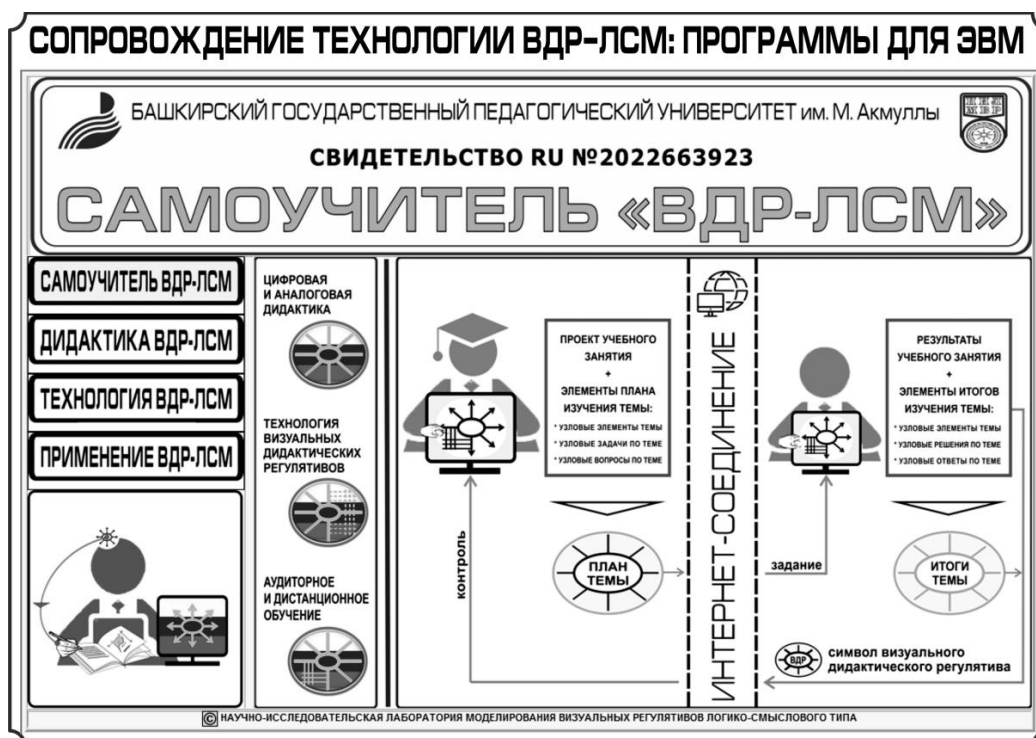 СОПРОВОЖДЕНИЕ ТЕХНОЛОГИИ ВДР-ЛСМ: ПРОГРАММЫ ДЛЯ ЭВМ
БАШКИРСКИЙ ГОСУДАРСТВЕННЫЙ ПЕДАГОГИЧЕСКИЙ УНИВЕРСИТЕТ им. М. Акмуллы
СВИДЕТЕЛЬСТВО RU №2022663923
САМОУЧИТЕЛЬ «ВДР-ЛСМ»
САМОУЧИТЕЛЬ ВДР-ЛСМ
ДИДАКТИКА ВДР-ЛСМ
ТЕХНОЛОГИЯ ВДР-ЛСМ
ПРИМЕНЕНИЕ ВДР-ЛСМ
ЦИФРОВАЯ
И АНАЛОГОВАЯ
ДИДАКТИКА
ТЕХНОЛОГИЯ
ВИЗУАЛЬНЫХ
ДИДАКТИЧЕСКИХ
РЕГУЛЯТИВОВ
АУДИТОРНОЕ
И ДИСТАНЦИОННОЕ
ОБУЧЕНИЕ
ПРОЕКТ УЧЕБНОГО
ЗАНЯТИЯ
+
ЭЛЕМЕНТЫ ПЛАНА
ИЗУЧЕНИЯ ТЕМЫ:
* УЗЛОВЫЕ ЭЛЕМЕНТЫ ТЕМЫ
* УЗЛОВЫЕ ЗАДАЧИ ПО ТЕМЕ
* УЗЛОВЫЕ ВОПРОСЫ ПО ТЕМЕ
ПЛАН
ТЕМЫ
контроль
ИНТЕРНЕТ-СОЕДИНЕНИЕ
РЕЗУЛЬТАТЫ
УЧЕБНОГО ЗАНЯТИЯ
+
ЭЛЕМЕНТЫ ИТОГОВ
ИЗУЧЕНИЯ ТЕМЫ:
* УЗЛОВЫЕ ЭЛЕМЕНТЫ ТЕМЫ
* УЗЛОВЫЕ РЕШЕНИЯ ПО ТЕМЕ
* УЗЛОВЫЕ ОТВЕТЫ ПО ТЕМЕ
задание
ИТОГИ
ТЕМЫ
ВДР
символ визуального
дидактического регулятива
© НАУЧНО-ИССЛЕДОВАТЕЛЬСКАЯ ЛАБОРАТОРИЯ МОДЕЛИРОВАНИЯ ВИЗУАЛЬНЫХ РЕГУЛЯТИВОВ ЛОГИКО-СМЫСЛОВОГО ТИПА